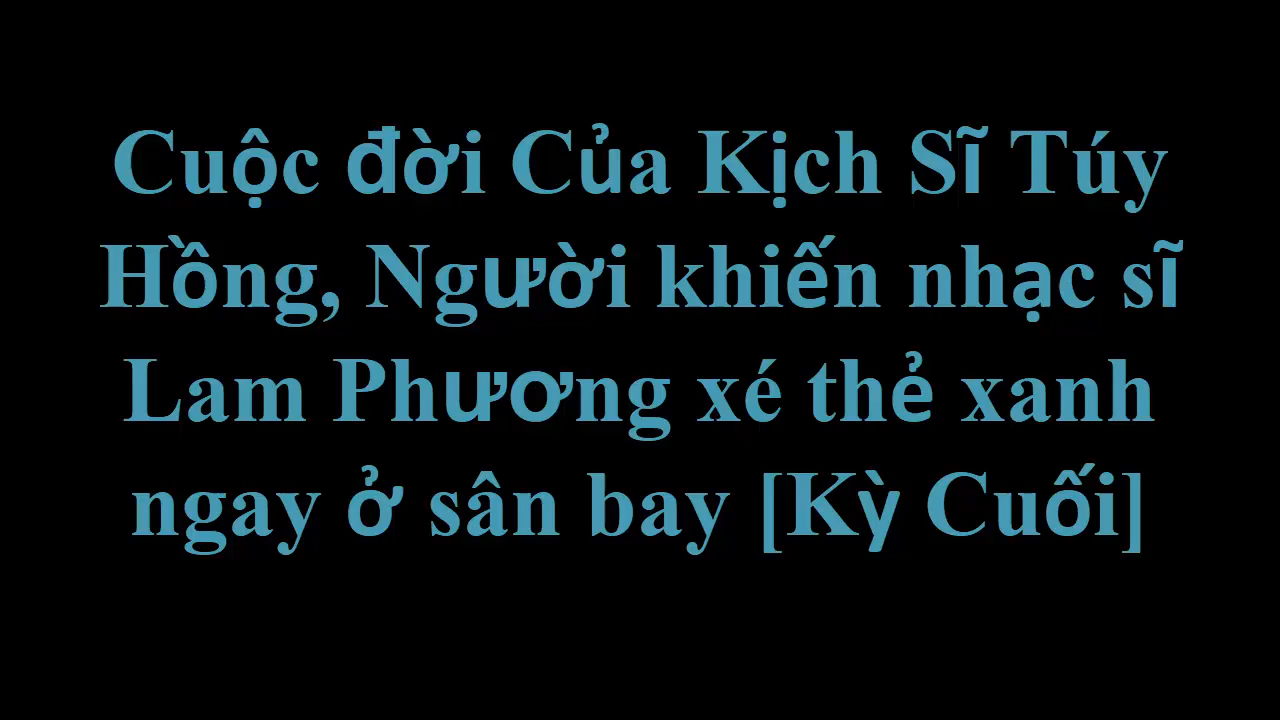 Cuộc đời Của Kịch Sĩ Túy
Hồng, Người khiến nhạc sĩ
Lam Phương xé thẻ xanh
ngay ở sân bay [Kỳ Cuối]